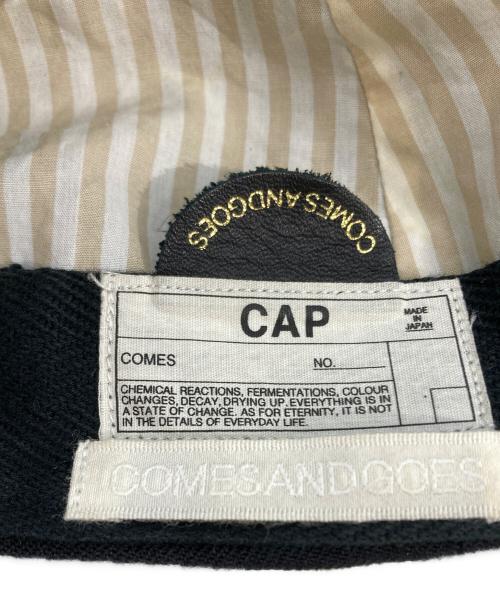 COMESANDGOES
CAP
MADE
IN
JAPAN
COMES NO.
CHEMICAL REACTIONS, FERMENTATIONS, COLOUR
CHANGES, DECAY, DRYING UP. EVERYTHING IS IN
A STATE OF CHANGE. AS FOR ETERNITY, IT IS NOT
IN THE DETAILS OF EVERYDAY LIFE.
COMESANDGOES